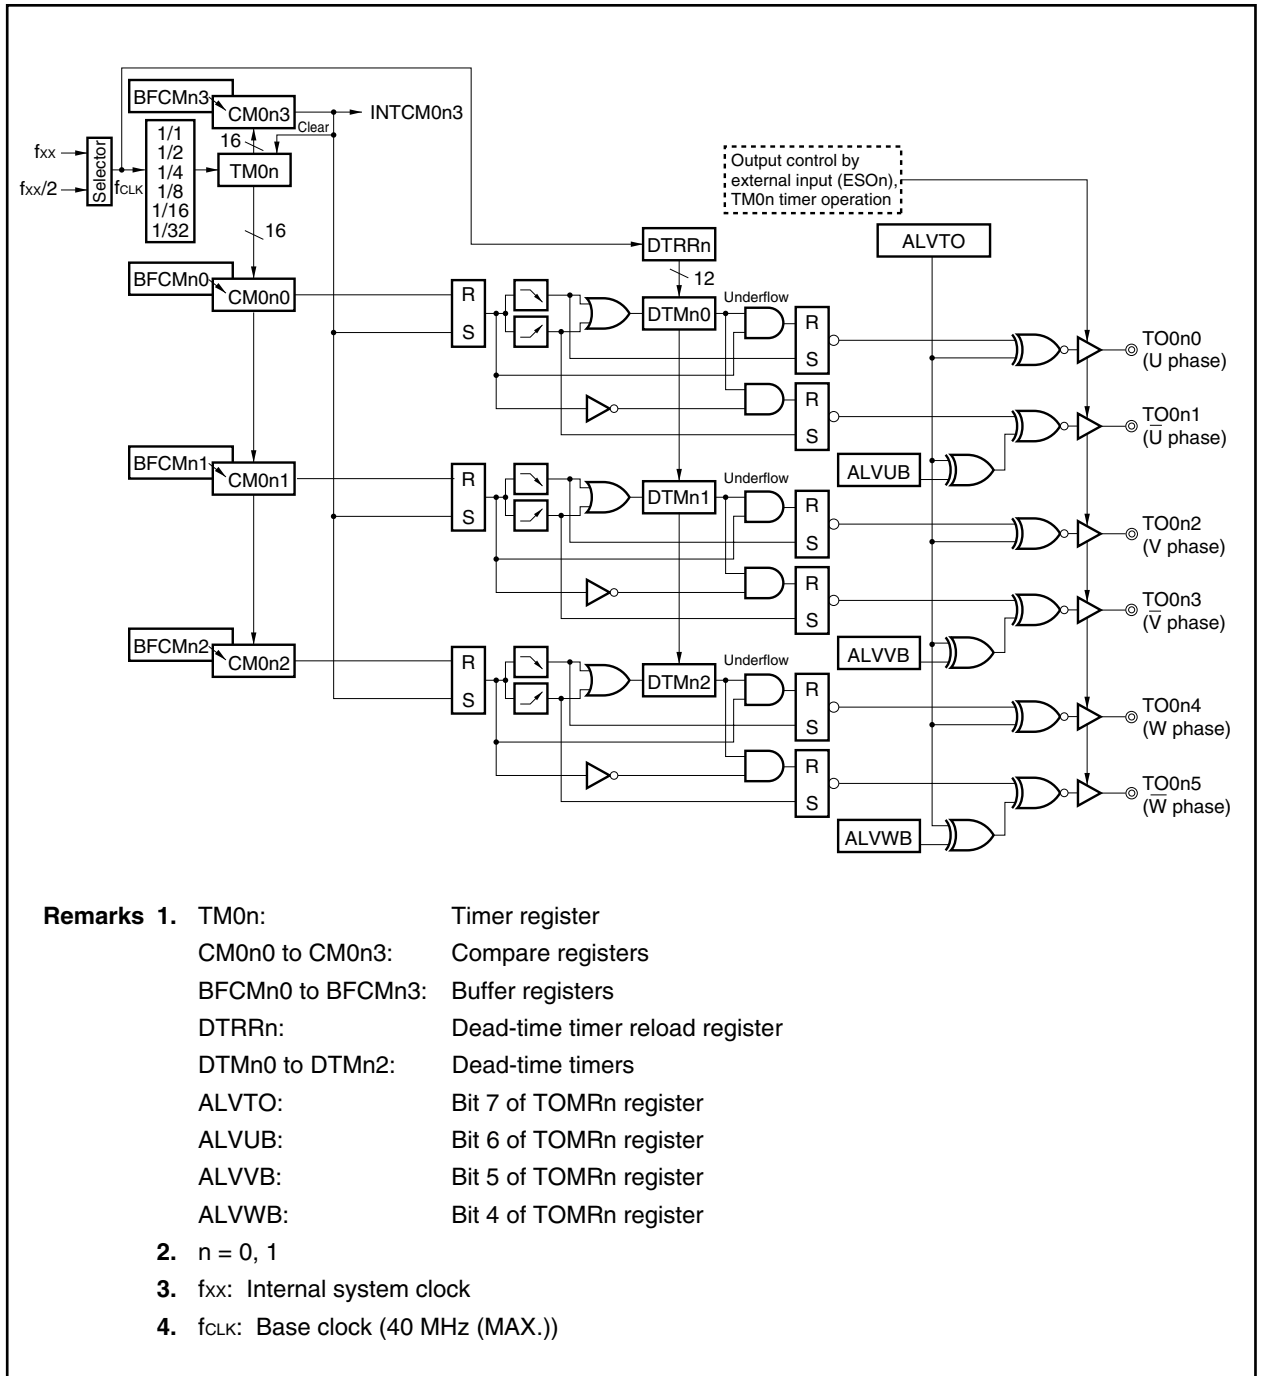 BFCMn3
CM0n3
INTCM0n3
Clear
16
fxx
fxx/2
Selector
fCLK
1/1
1/2
1/4
1/8
1/16
1/32
TM0n
16
Output control by
external input (ESOn),
TM0n timer operation
ALVTO
DTRRn
12
BFCMn0
CM0n0
R
S
DTMn0
Underflow
R
S
TO0n0
(U phase)
R
S
TO0n1
(U̅ phase)
ALVUB
BFCMn1
CM0n1
R
S
DTMn1
Underflow
R
S
TO0n2
(V phase)
R
S
TO0n3
(V̅ phase)
ALVVB
BFCMn2
CM0n2
R
S
DTMn2
Underflow
R
S
TO0n4
(W phase)
R
S
TO0n5
(W̅ phase)
ALVWB
Remarks 1. TM0n: Timer register
CM0n0 to CM0n3: Compare registers
BFCMn0 to BFCMn3: Buffer registers
DTRRn: Dead-time timer reload register
DTMn0 to DTMn2: Dead-time timers
ALVTO: Bit 7 of TOMRn register
ALVUB: Bit 6 of TOMRn register
ALVVB: Bit 5 of TOMRn register
ALVWB: Bit 4 of TOMRn register
2. n = 0, 1
3. fxx: Internal system clock
4. fCLK: Base clock (40 MHz (MAX.))